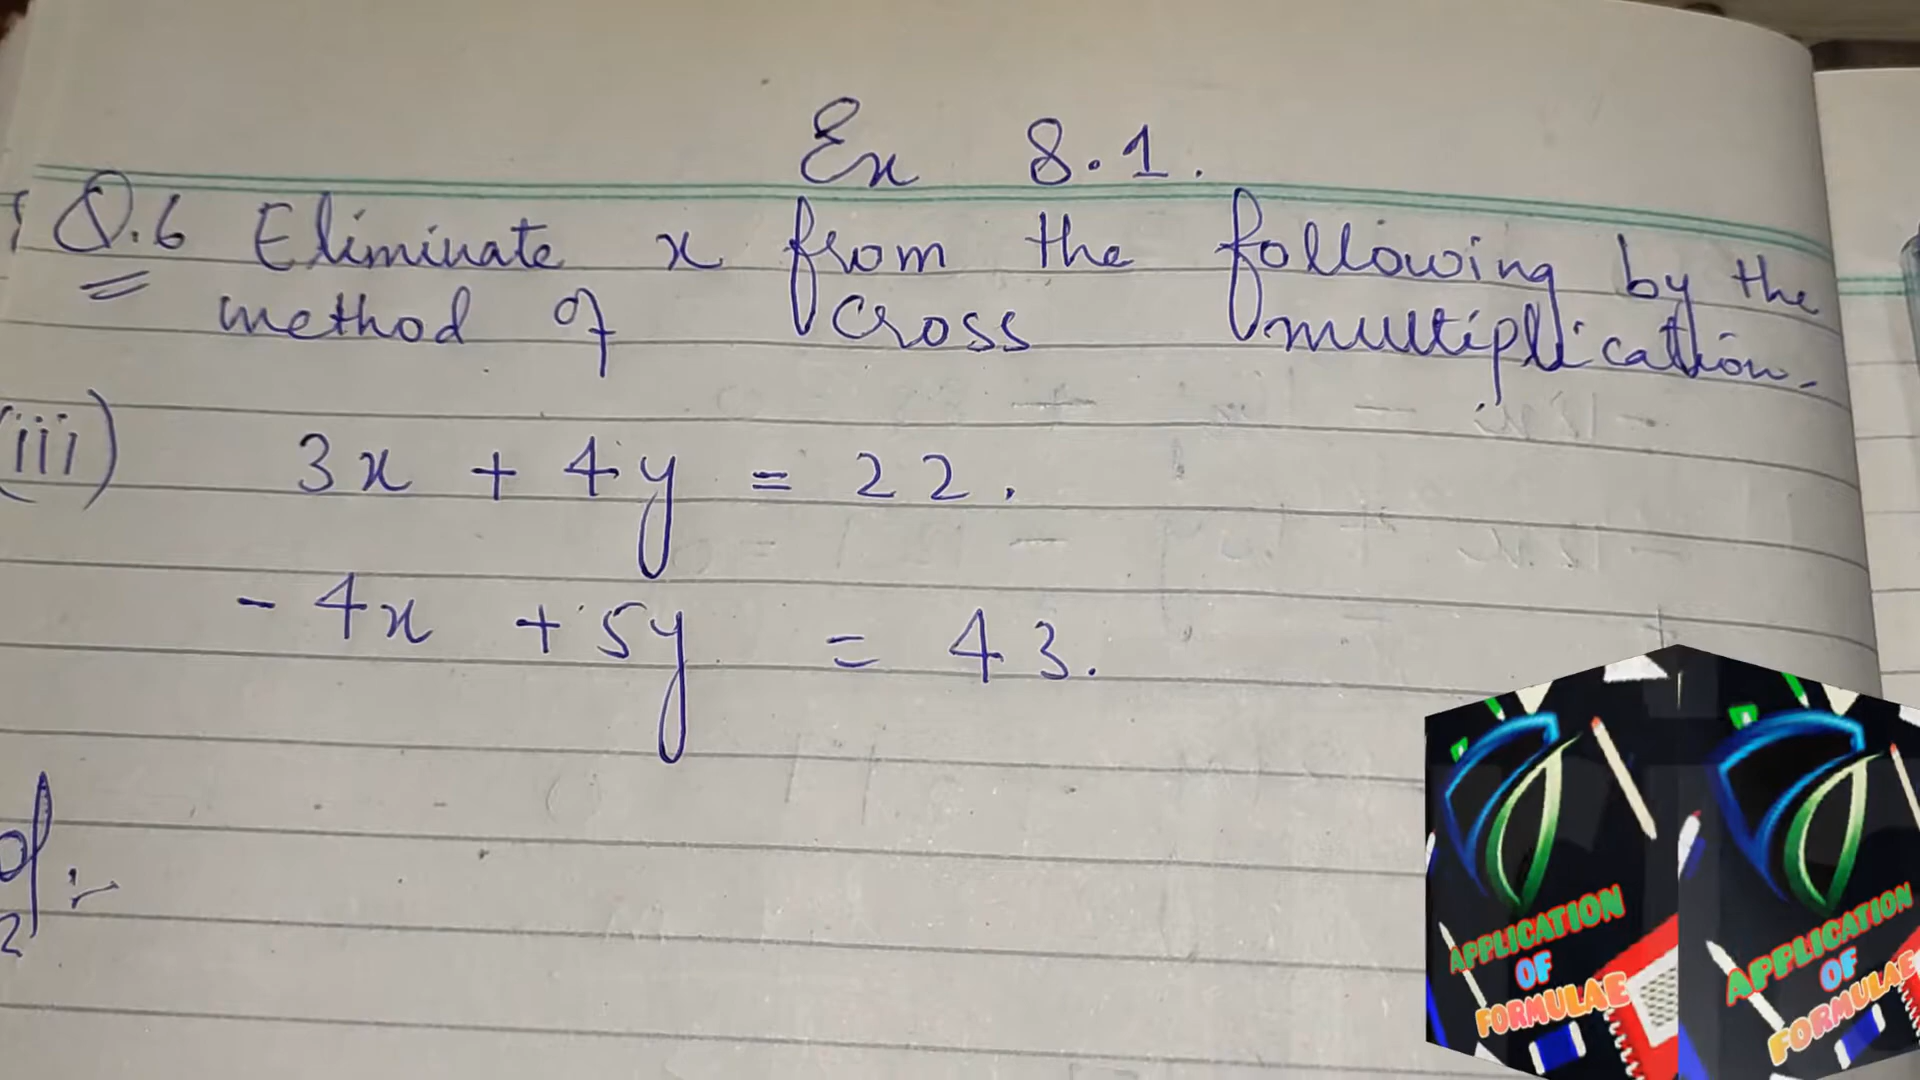 Ex 8.1.
Q.6 Eliminate x from the following by the
method of cross multiplication.
(iii) 3x + 4y = 22.
- 4x + 5y = 43.
APPLICATION
OF
FORMULAE
APPLICATION
OF
FORMULAE